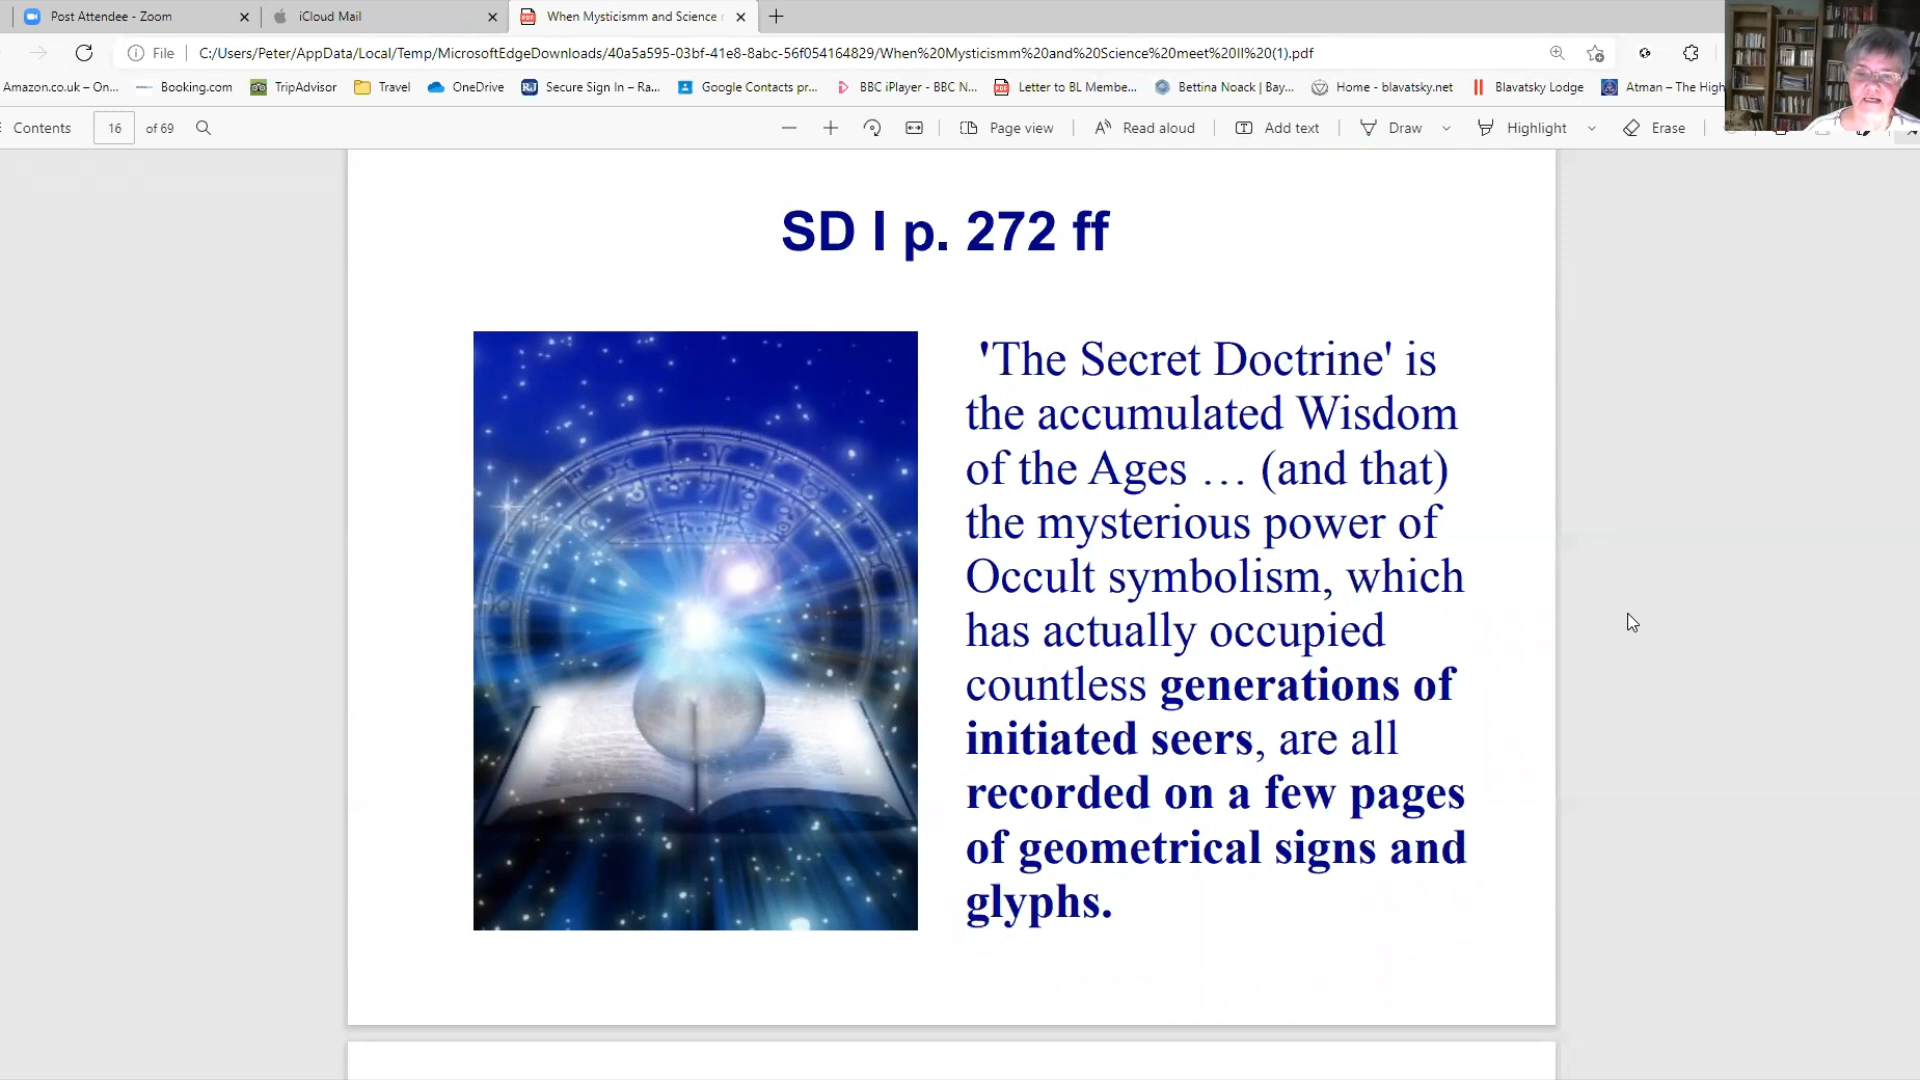 Post Attendee - Zoom
iCloud Mail
When Mysticismm and Science
File
C:/Users/Peter/AppData/Local/Temp/MicrosoftEdgeDownloads/40a5a595-03bf-41e8-8abc-56f054164829/When%20Mysticismm%20and%20Science%20meet%20II%20(1).pdf
Amazon.co.uk – On...
Booking.com
TripAdvisor
Travel
OneDrive
Secure Sign In – Ra...
Google Contacts pr...
BBC iPlayer - BBC N...
Letter to BL Membe...
Bettina Noack | Bay...
Home - blavatsky.net
Blavatsky Lodge
Atman – The High
Contents
16
of 69
Page view
Read aloud
Add text
Draw
Highlight
Erase
SD I p. 272 ff
'The Secret Doctrine' is
the accumulated Wisdom
of the Ages … (and that)
the mysterious power of
Occult symbolism, which
has actually occupied
countless generations of
initiated seers, are all
recorded on a few pages
of geometrical signs and
glyphs.